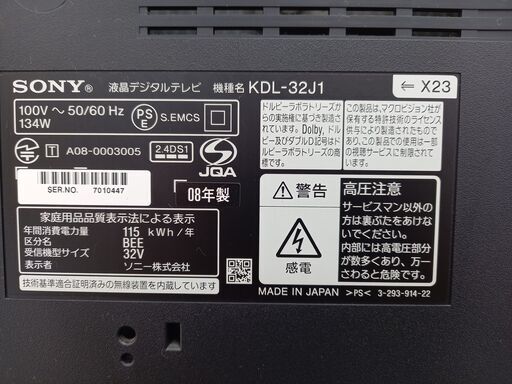 SONY® 液晶デジタルテレビ 機種名 KDL-32J1
⇐ X23
100V ～ 50/60 Hz
134W
PS
E
S.EMCS
T A08-0003005 2.4DS1
JQA
SER.NO. 7010447
08年製
家庭用品品質表示法による表示
年間消費電力量 115 kWh/年
区分名 BEE
受信機型サイズ 32V
表示者 ソニー株式会社
技術基準適合証明済みの無線装置を内蔵しています
ドルビーラボラトリーズか
らの実施権に基づき製造さ
れています。Dolby、ドル
ビー及びダブルD記号はド
ルビーラボラトリーズの商
標です。
この製品は、マクロビジョン社が
保有する特許技術のライセンス
供与により製造されています。
この製品での使用は一部
の視聴サービスに制限さ
れています。
警告
感電
高圧注意
サービスマン以外の
方は裏ぶたをあけな
いでください。
内部には高電圧部分
が数多くあり、万一
さわると危険です。
MADE IN JAPAN >PS< 3-293-914-22